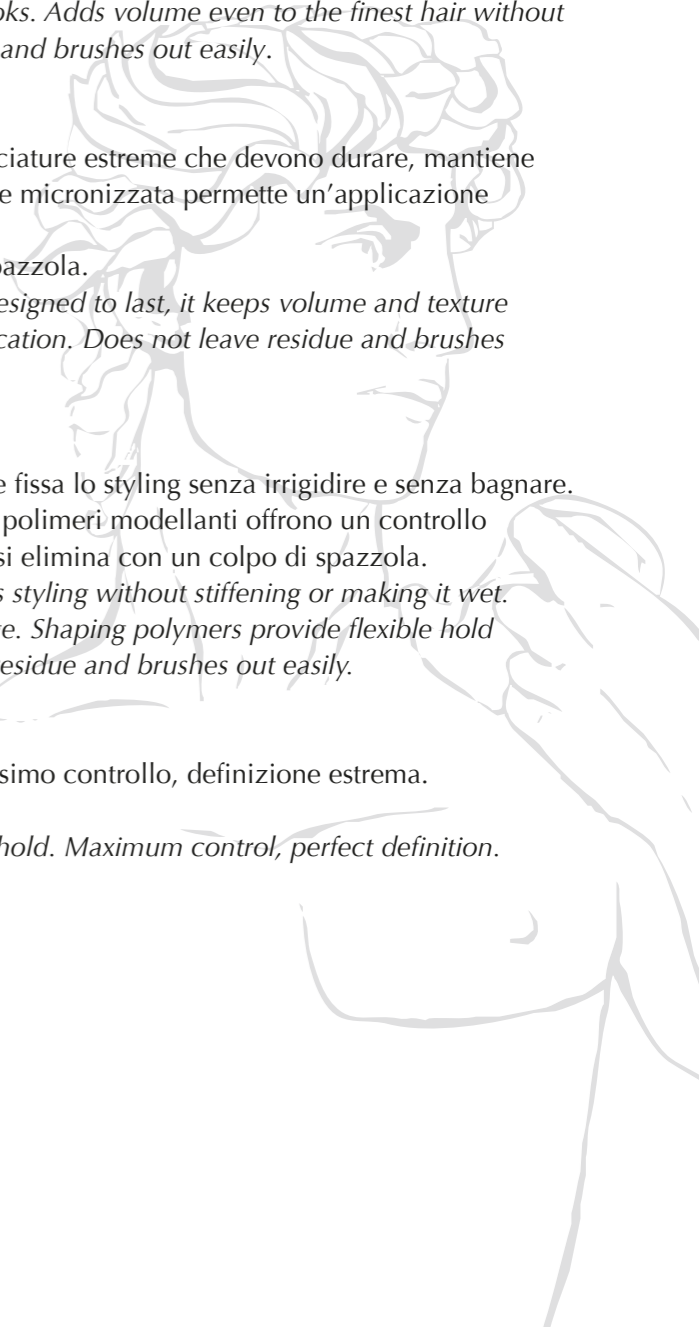 oks. Adds volume even to the finest hair without
and brushes out easily.
ciature estreme che devono durare, mantiene
e micronizzata permette un’applicazione
pazzola.
esigned to last, it keeps volume and texture
cation. Does not leave residue and brushes
e fissa lo styling senza irrigidire e senza bagnare.
polimeri modellanti offrono un controllo
si elimina con un colpo di spazzola.
s styling without stiffening or making it wet.
e. Shaping polymers provide flexible hold
residue and brushes out easily.
simo controllo, definizione estrema.
hold. Maximum control, perfect definition.